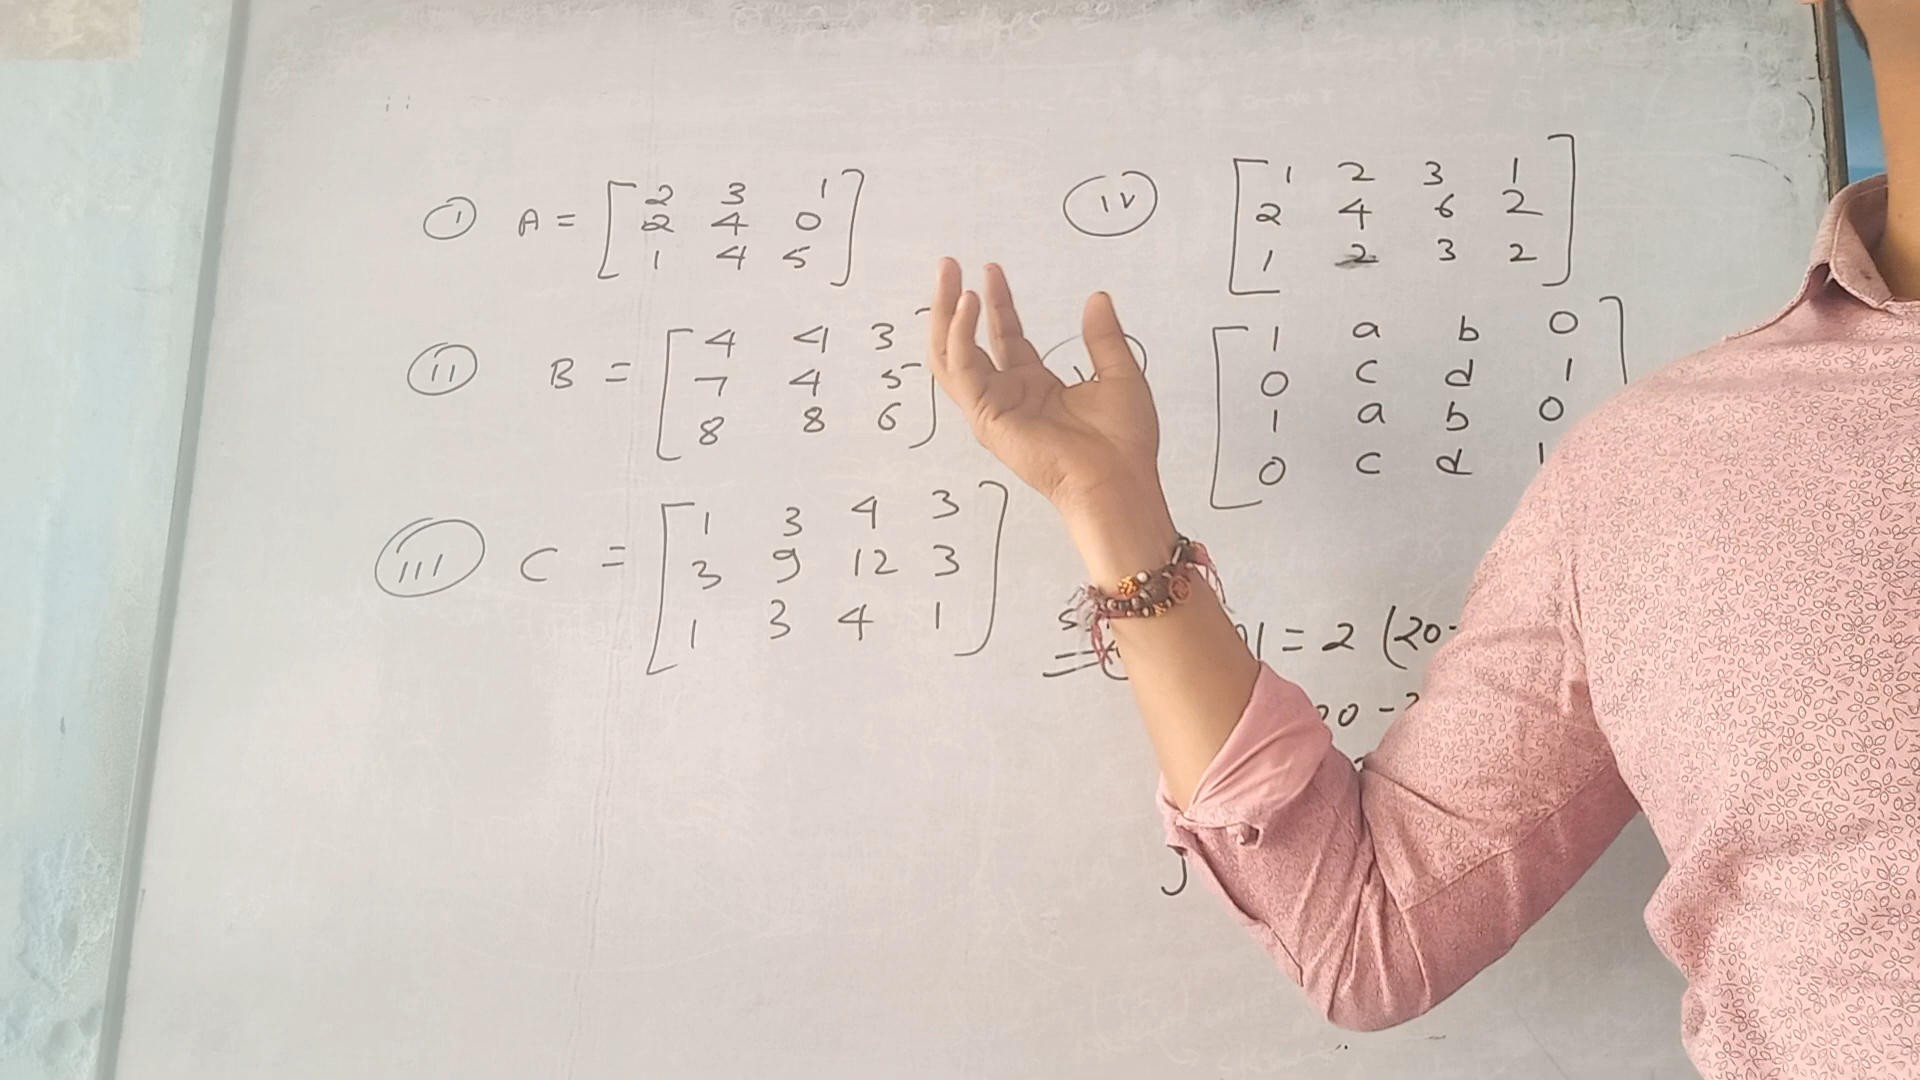 (i) A = [ 2 3 1
2 4 0
1 4 5 ]
(ii) B = [ 4 4 3
7 4 5
8 8 6 ]
(iii) C = [ 1 3 4 3
3 9 12 3
1 3 4 1 ]
(iv) [ 1 2 3 1
2 4 6 2
1 2 3 2 ]
[ 1 a b 0
0 c d 1
1 a b 0
0 c d 1 ]
= 2 (20-